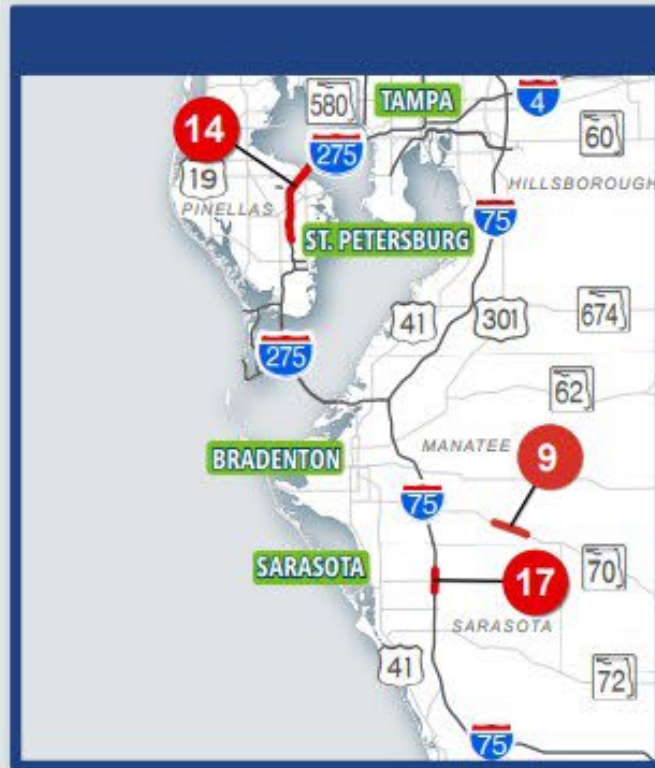 580
TAMPA
4
14
275
60
19
HILLSBOROUGH
PINELLAS
75
ST. PETERSBURG
674
41
301
275
62
MANATEE
BRADENTON
9
75
SARASOTA
70
17
SARASOTA
41
72
75